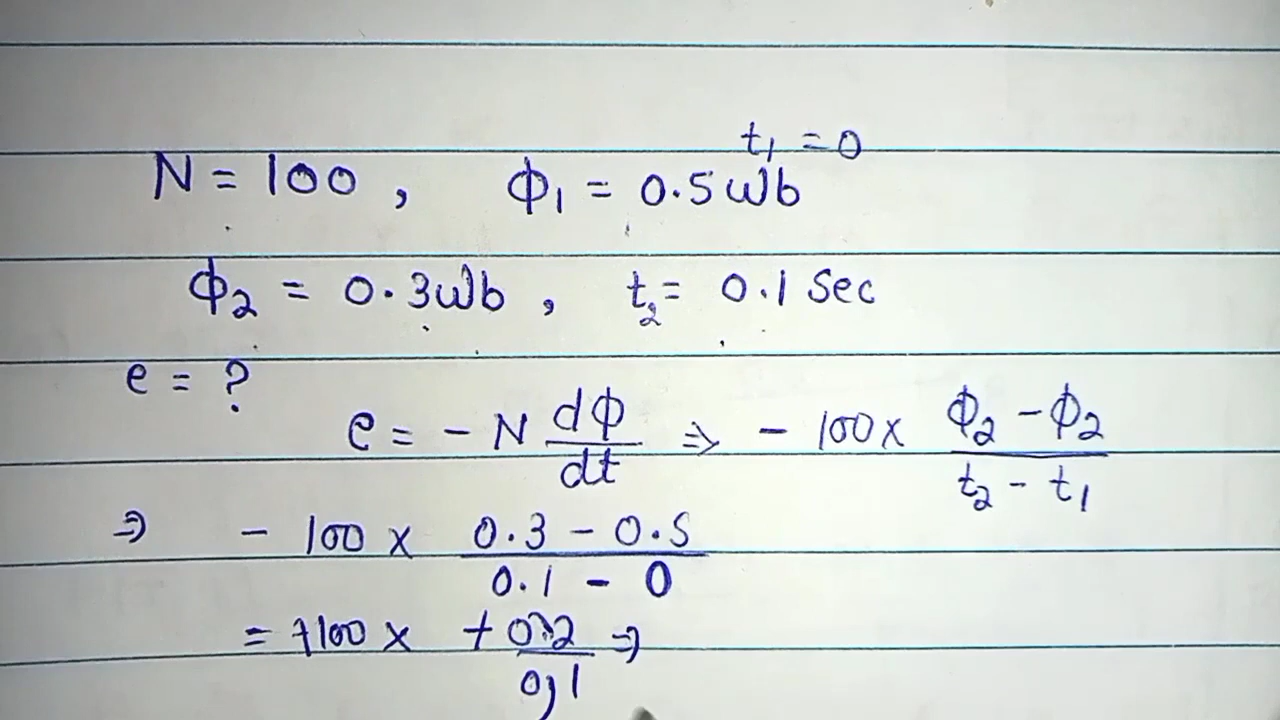 t₁ = 0
N = 100 , Φ₁ = 0.5 Wb
Φ₂ = 0.3 Wb , t₂ = 0.1 Sec
e = ?
e = - N dΦ/dt ⇒ - 100 x Φ₂ - Φ₂ / t₂ - t₁
⇒ - 100 x 0.3 - 0.5 / 0.1 - 0
= +100 x + 0.2 / 0.1 ⇒